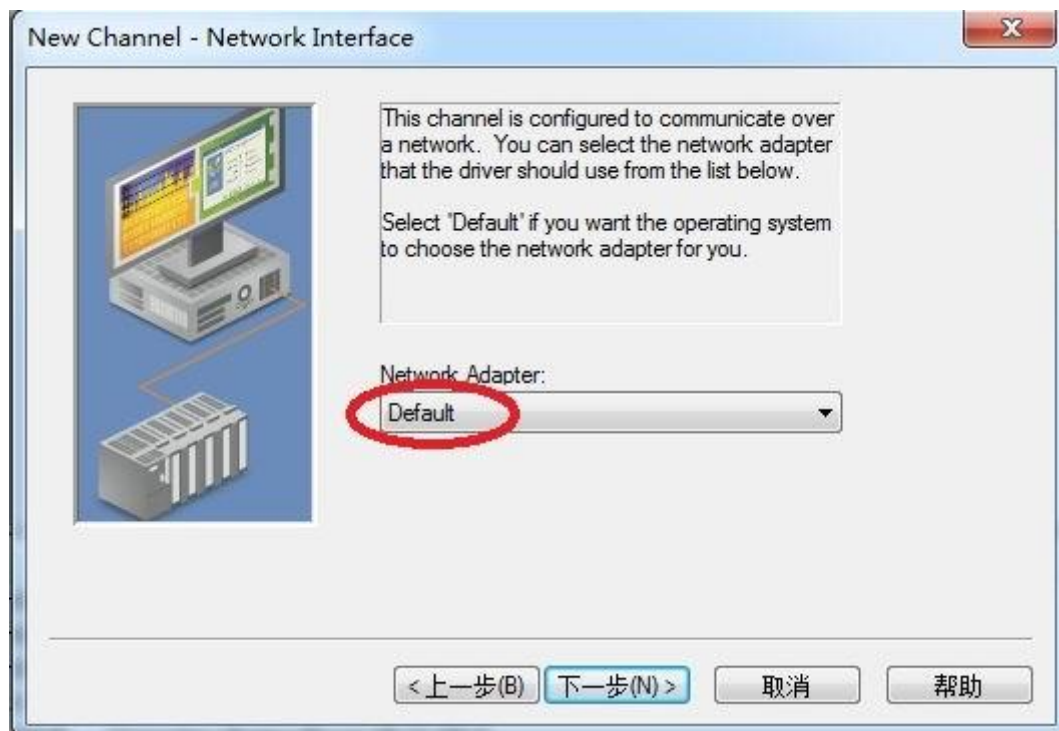 New Channel - Network Interface
This channel is configured to communicate over
a network. You can select the network adapter
that the driver should use from the list below.
Select 'Default' if you want the operating system
to choose the network adapter for you.
Network Adapter:
Default
<上一步(B) 下一步(N)> 取消 帮助